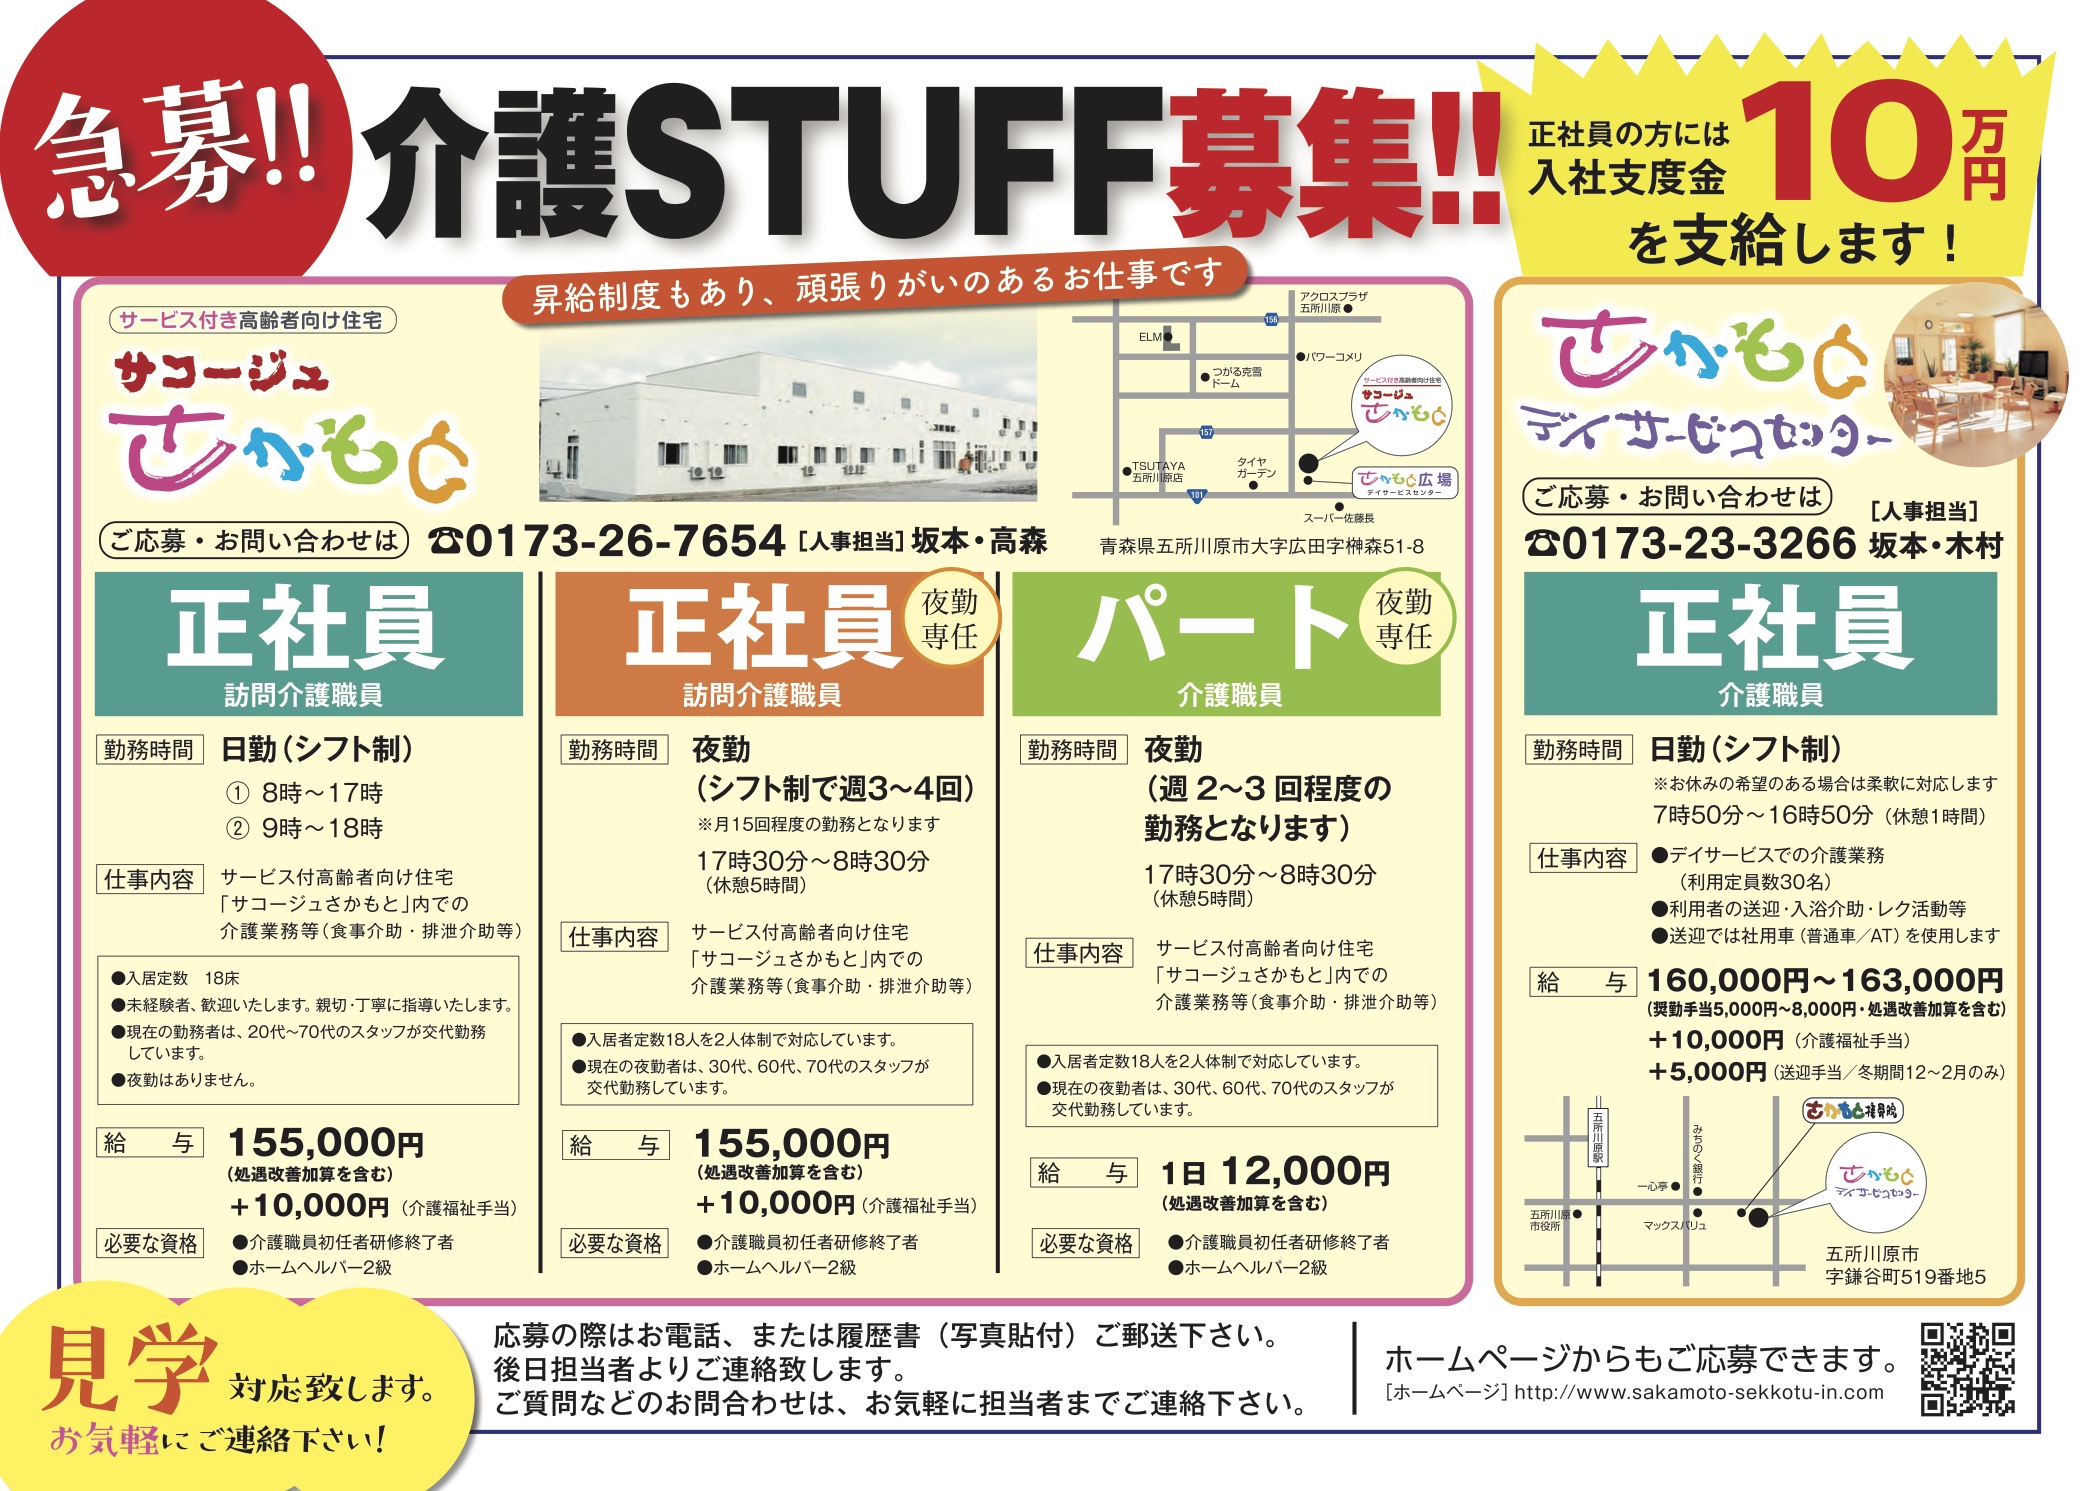 急募!!
介護STUFF募集!!
正社員の方には
入社支度金
10万円
を支給します！
昇給制度もあり、頑張りがいのあるお仕事です
サービス付き高齢者向け住宅
サコージュ
さかもと
アクロスプラザ
五所川原
156
ELM
パワーコメリ
つがる克雪
ドーム
サービス付き高齢者向け住宅
サコージュ
さかもと
157
TSUTAYA
五所川原店
タイヤ
ガーデン
さかもと広場
デイサービスセンター
101
スーパー佐藤長
青森県五所川原市大字広田字榊森51-8
ご応募・お問い合わせは
☎0173-26-7654 [人事担当] 坂本・高森
正社員
訪問介護職員
勤務時間 日勤（シフト制）
① 8時～17時
② 9時～18時
仕事内容 サービス付高齢者向け住宅
「サコージュさかもと」内での
介護業務等（食事介助・排泄介助等）
●入居定数　18床
●未経験者、歓迎いたします。親切・丁寧に指導いたします。
●現在の勤務者は、20代～70代のスタッフが交代勤務
しています。
●夜勤はありません。
給　与 155,000円
（処遇改善加算を含む）
＋10,000円（介護福祉手当）
必要な資格 ●介護職員初任者研修終了者
●ホームヘルパー2級
正社員
夜勤
専任
訪問介護職員
勤務時間 夜勤
（シフト制で週3～4回）
※月15回程度の勤務となります
17時30分～8時30分
（休憩5時間）
仕事内容 サービス付高齢者向け住宅
「サコージュさかもと」内での
介護業務等（食事介助・排泄介助等）
●入居者定数18人を2人体制で対応しています。
●現在の夜勤者は、30代、60代、70代のスタッフが
交代勤務しています。
給　与 155,000円
（処遇改善加算を含む）
＋10,000円（介護福祉手当）
必要な資格 ●介護職員初任者研修終了者
●ホームヘルパー2級
パート
夜勤
専任
介護職員
勤務時間 夜勤
（週 2～3 回程度の
勤務となります）
17時30分～8時30分
（休憩5時間）
仕事内容 サービス付高齢者向け住宅
「サコージュさかもと」内での
介護業務等（食事介助・排泄介助等）
●入居者定数18人を2人体制で対応しています。
●現在の夜勤者は、30代、60代、70代のスタッフが
交代勤務しています。
給　与 1日 12,000円
（処遇改善加算を含む）
必要な資格 ●介護職員初任者研修終了者
●ホームヘルパー2級
さかもと
デイサービスセンター
ご応募・お問い合わせは
☎0173-23-3266
[人事担当]
坂本・木村
正社員
介護職員
勤務時間 日勤（シフト制）
※お休みの希望のある場合は柔軟に対応します
7時50分～16時50分（休憩1時間）
仕事内容 ●デイサービスでの介護業務
（利用定員数30名）
●利用者の送迎・入浴介助・レク活動等
●送迎では社用車（普通車／AT）を使用します
給　与 160,000円～163,000円
（奨勤手当5,000円～8,000円・処遇改善加算を含む）
＋10,000円（介護福祉手当）
＋5,000円（送迎手当／冬期間12～2月のみ）
五所川原駅
みちのく銀行
さかもと接骨院
さかもと
デイサービスセンター
一心亭
五所川原
市役所
マックスバリュ
五所川原市
字鎌谷町519番地5
見学対応致します。
お気軽にご連絡下さい！
応募の際はお電話、または履歴書（写真貼付）ご郵送下さい。
後日担当者よりご連絡致します。
ご質問などのお問合わせは、お気軽に担当者までご連絡下さい。
ホームページからもご応募できます。
[ホームページ] http://www.sakamoto-sekkotu-in.com